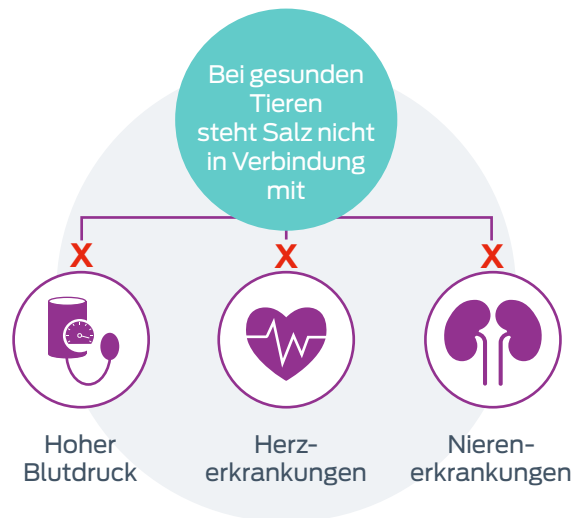 Bei gesunden
Tieren
steht Salz nicht
in Verbindung
mit
X X X
Hoher
Blutdruck
Herz-
erkrankungen
Nieren-
erkrankungen